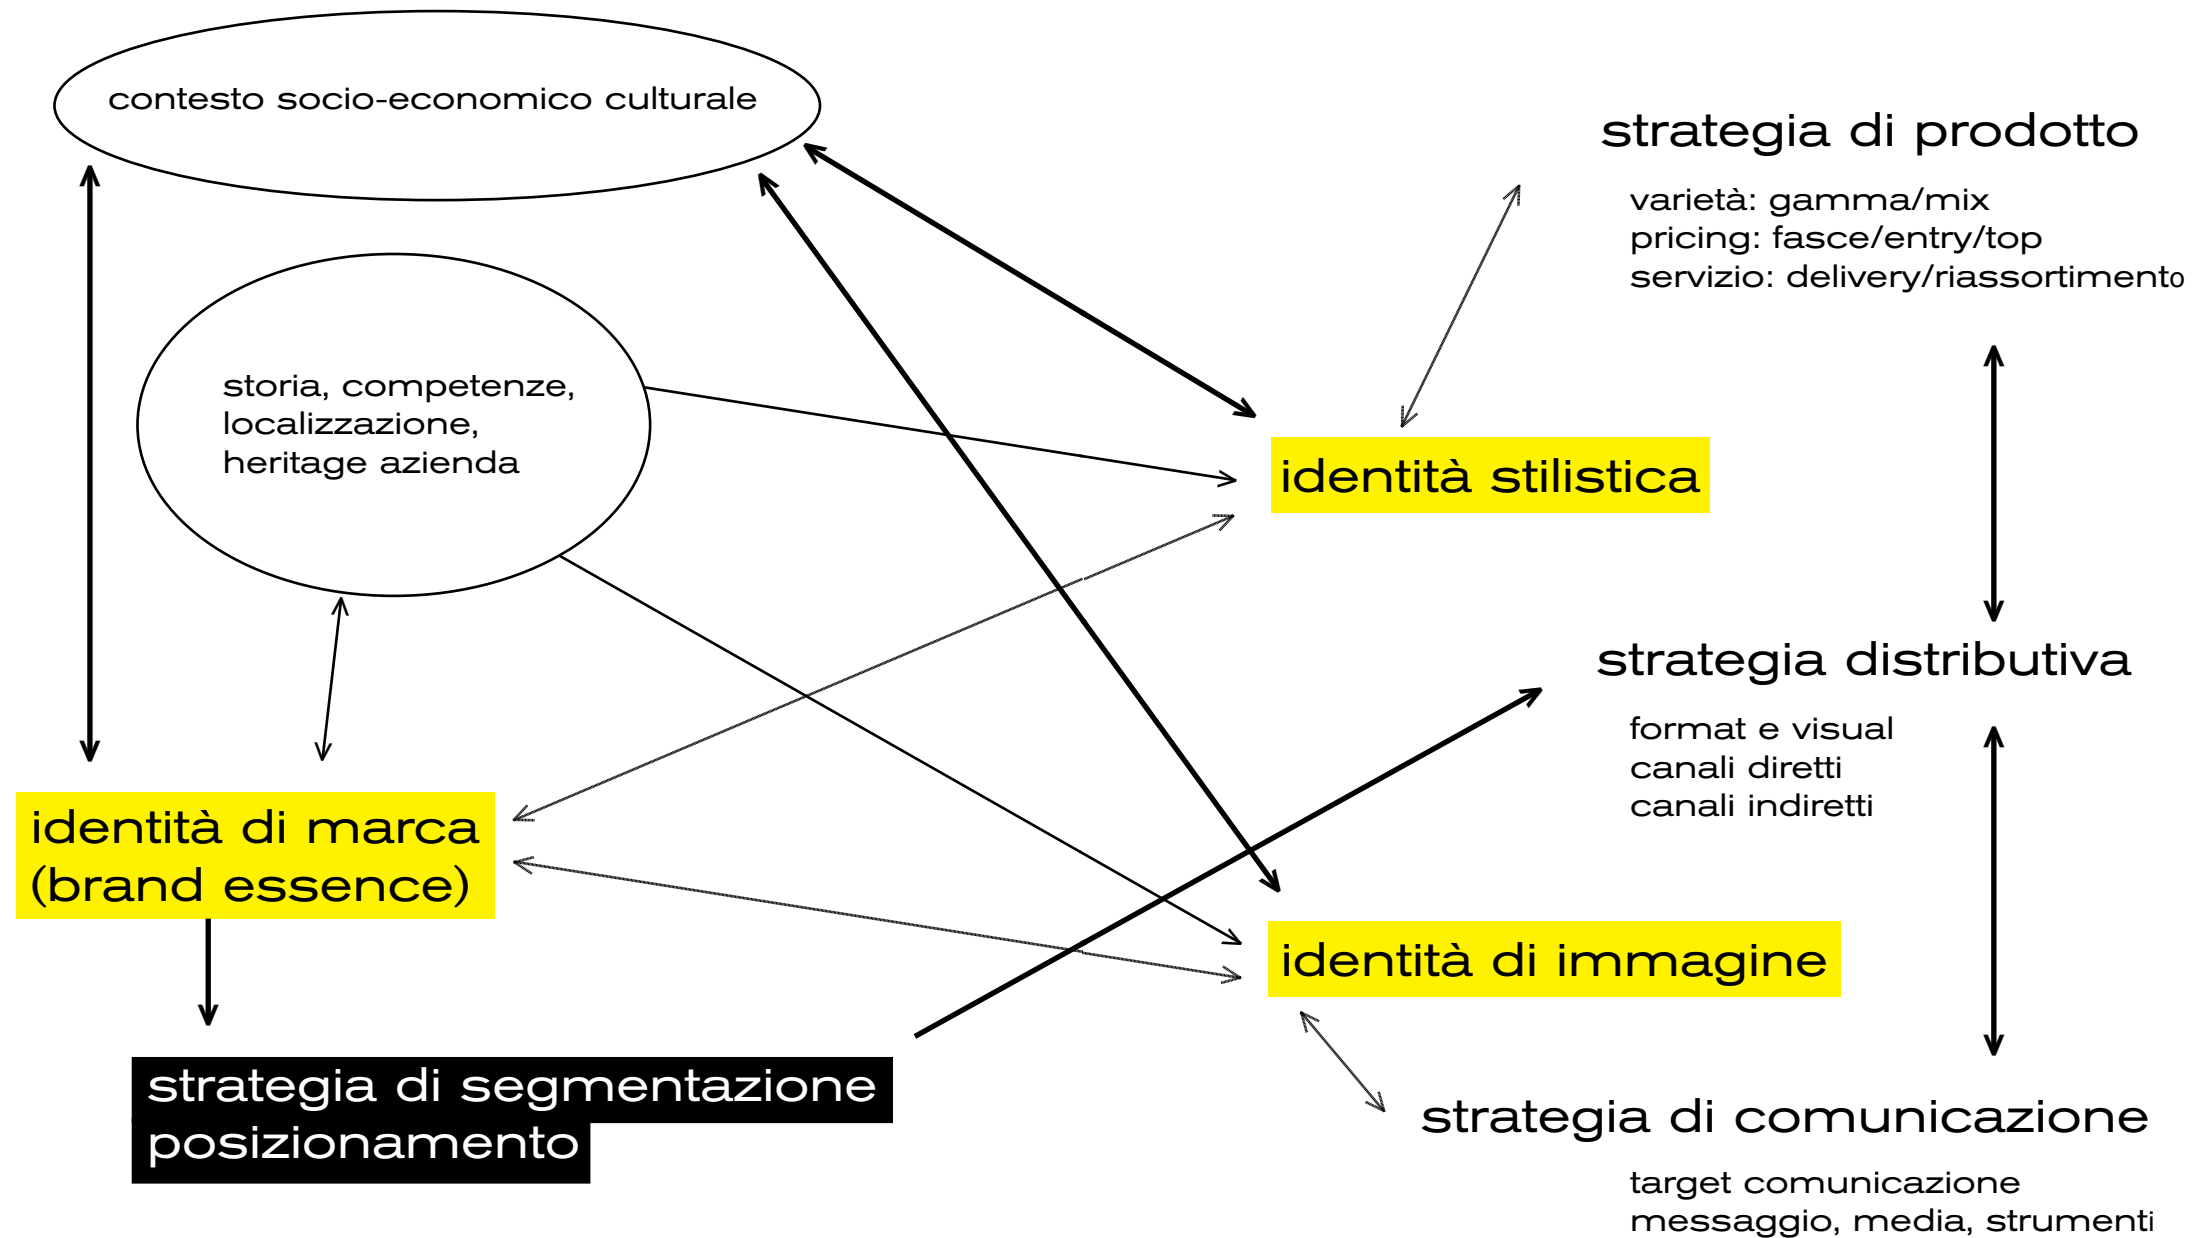 contesto socio-economico culturale
storia, competenze,
localizzazione,
heritage azienda
identità di marca
(brand essence)
strategia di segmentazione
posizionamento
strategia di prodotto
varietà: gamma/mix
pricing: fasce/entry/top
servizio: delivery/riassortimento
identità stilistica
strategia distributiva
format e visual
canali diretti
canali indiretti
identità di immagine
strategia di comunicazione
target comunicazione
messaggio, media, strumenti